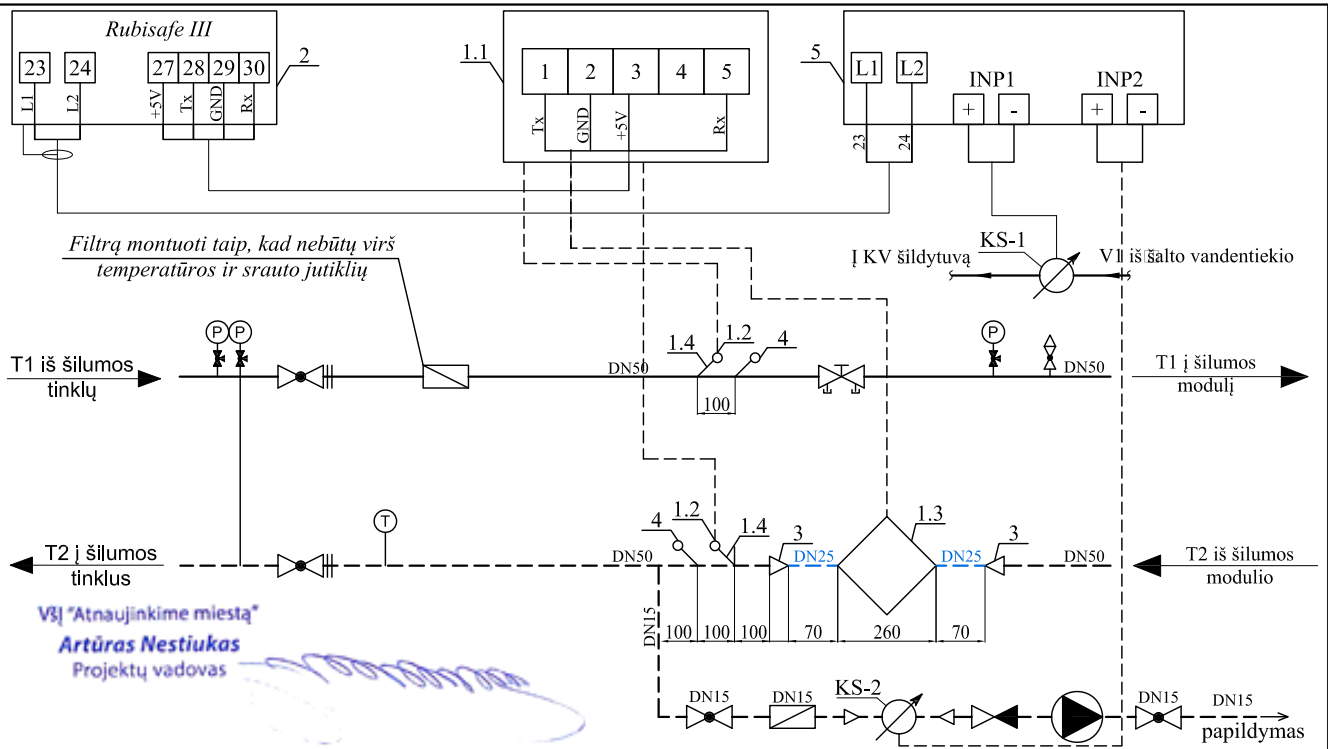 Rubisafe III
23 24 27 28 29 30
2
L1 L2 +5V Tx GND Rx
1.1
1 2 3 4 5
Tx GND +5V Rx
5
L1 L2 INP1 INP2
+ - + -
23 24
Filtrą montuoti taip, kad nebūtų virš
temperatūros ir srauto jutiklių
KS-1
Į KV šildytuvą
V1 iš šalto vandentiekio
P P
1.4 1.2 4
P
T1 iš šilumos
tinklų
DN50
DN50
T1 į šilumos
modulį
100
T
4 1.2 1.4 3
1.3
3
T2 į šilumos
tinklus
DN50
DN25
DN25
DN50
T2 iš šilumos
modulio
DN15
100 100 100 70 260 70
VšĮ "Atnaujinkime miestą"
Artūras Nestiukas
Projektų vadovas
DN15 DN15 KS-2 DN15 DN15
papildymas